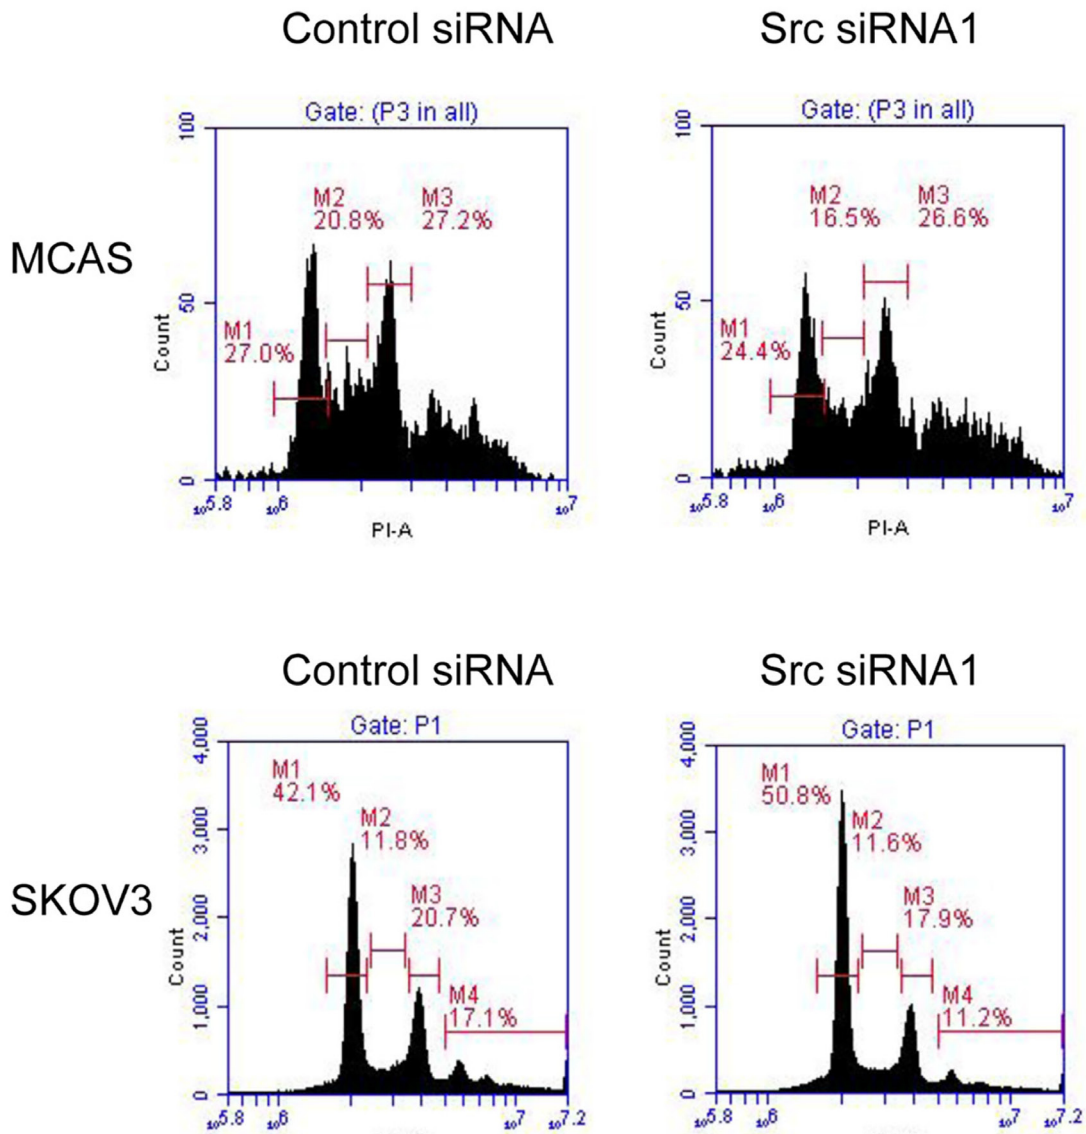 Control siRNA
Src siRNA1
MCAS
Gate: (P3 in all)
100
50
0
Count
M1
27.0%
M2
20.8%
M3
27.2%
10^5.8
10^6
10^7
PI-A
Gate: (P3 in all)
100
50
0
Count
M1
24.4%
M2
16.5%
M3
26.6%
10^5.8
10^6
10^7
PI-A
Control siRNA
Src siRNA1
SKOV3
Gate: P1
4,000
3,000
2,000
1,000
0
Count
M1
42.1%
M2
11.8%
M3
20.7%
M4
17.1%
10^5.8
10^6
10^7
10^7.2
Gate: P1
4,000
3,000
2,000
1,000
0
Count
M1
50.8%
M2
11.6%
M3
17.9%
M4
11.2%
10^5.8
10^6
10^7
10^7.2